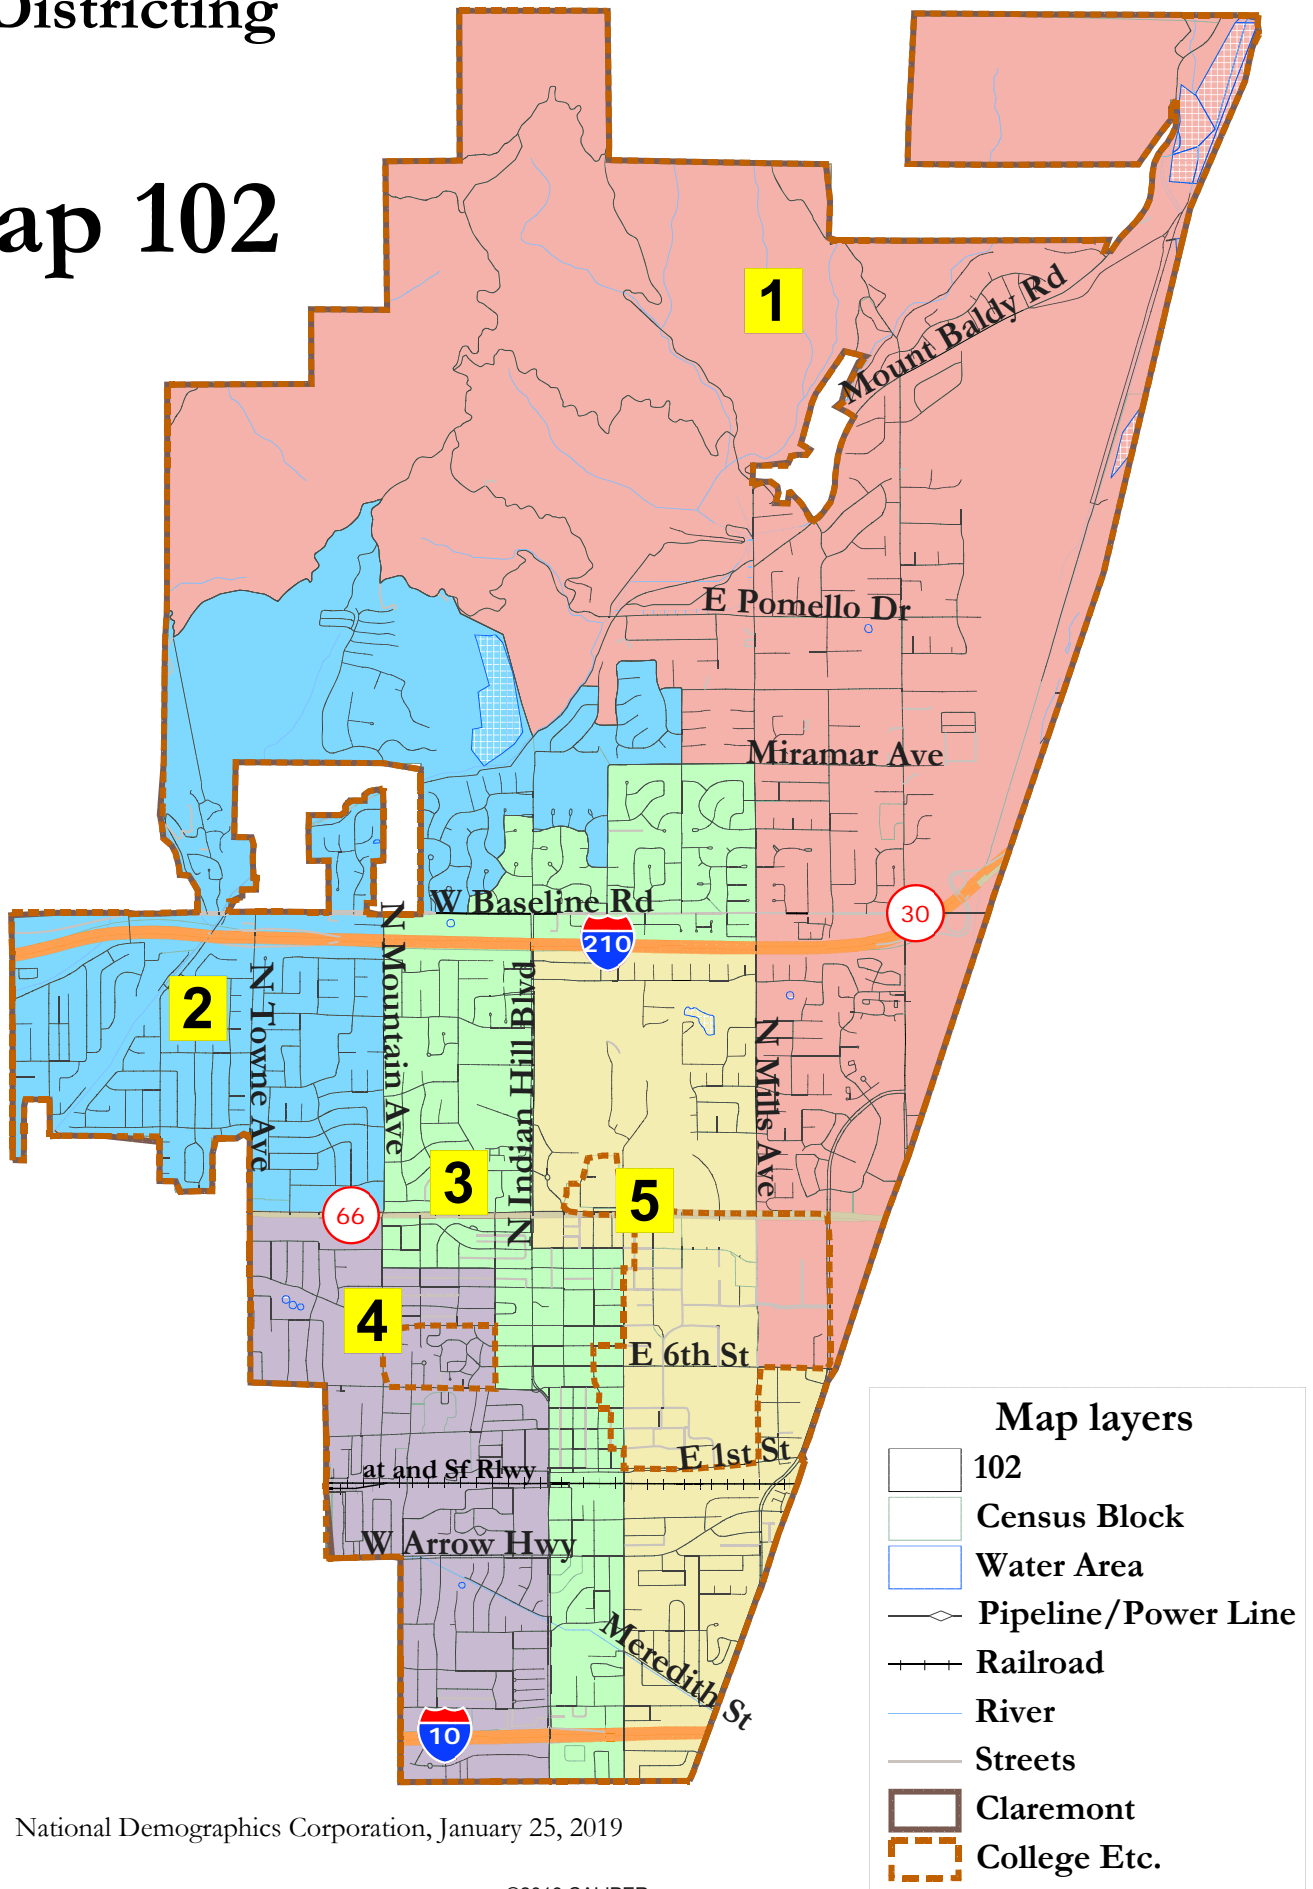 Districting
ap 102
1
Mount Baldy Rd
E Pomello Dr
Miramar Ave
W Baseline Rd
30
210
2
N Towne Ave
N Mountain Ave
N Indian Hill Blvd
N Mills Ave
3
5
66
4
E 6th St
E 1st St
at and Sf Rlwy
W Arrow Hwy
Meredith St
10
Map layers
102
Census Block
Water Area
Pipeline/Power Line
Railroad
River
Streets
Claremont
College Etc.
National Demographics Corporation, January 25, 2019